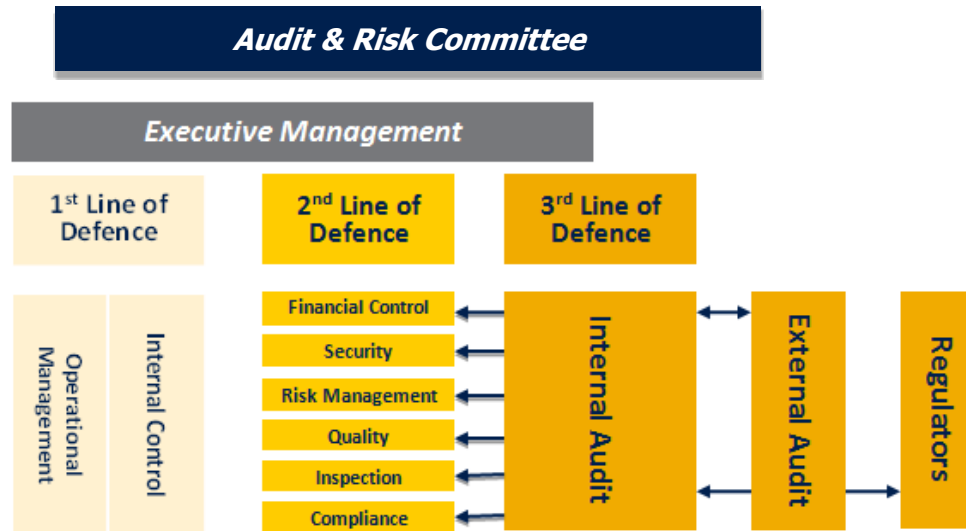 Audit & Risk Committee
Executive Management
1st Line of
Defence
2nd Line of
Defence
3rd Line of
Defence
Operational
Management
Internal Control
Financial Control
Security
Risk Management
Quality
Inspection
Compliance
Internal Audit
External Audit
Regulators